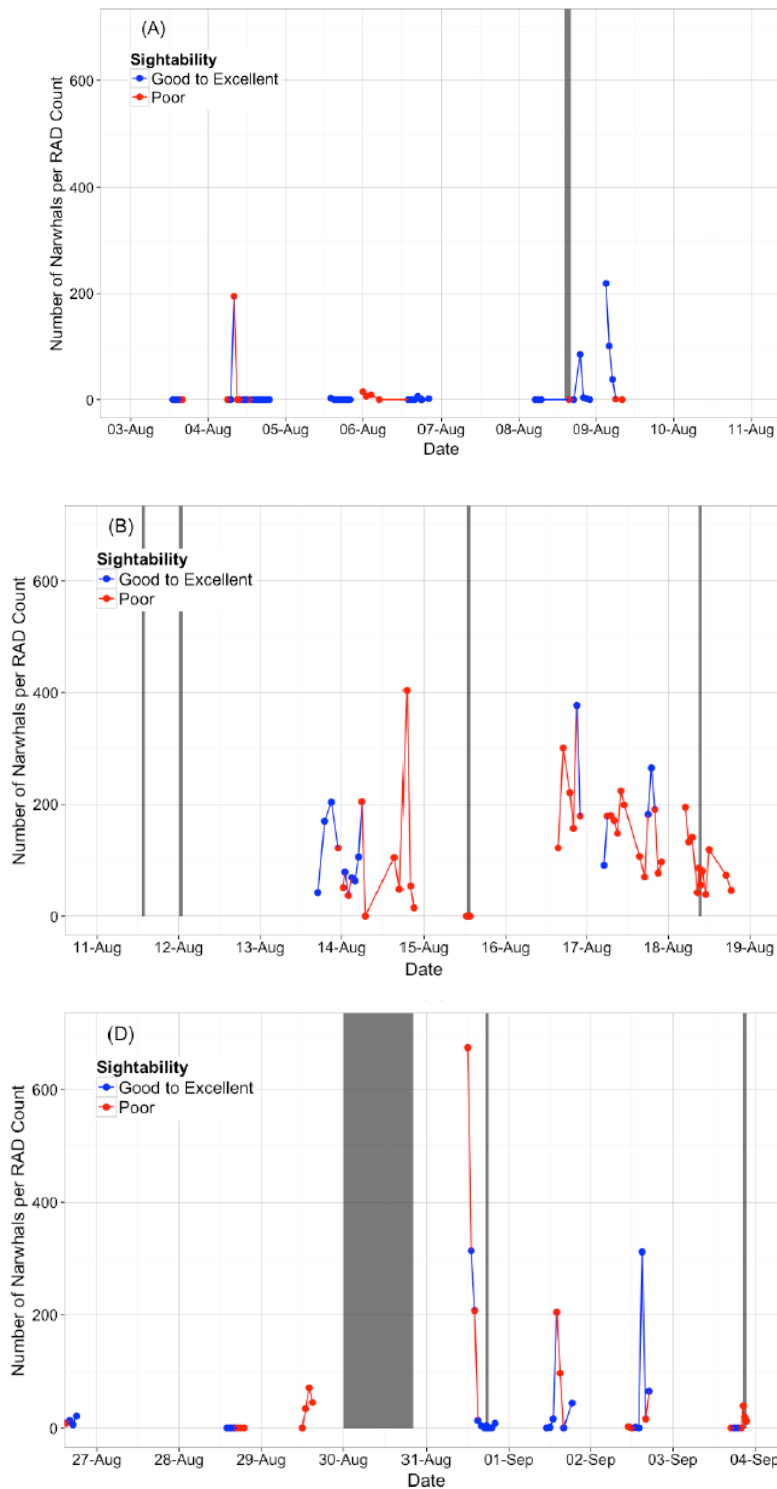 (A)
Sightability
Good to Excellent
Poor
Number of Narwhals per RAD Count
600
400
200
0
03-Aug 04-Aug 05-Aug 06-Aug 07-Aug 08-Aug 09-Aug 10-Aug 11-Aug
Date
(B)
Sightability
Good to Excellent
Poor
Number of Narwhals per RAD Count
600
400
200
0
11-Aug 12-Aug 13-Aug 14-Aug 15-Aug 16-Aug 17-Aug 18-Aug 19-Aug
Date
(D)
Sightability
Good to Excellent
Poor
Number of Narwhals per RAD Count
600
400
200
0
27-Aug 28-Aug 29-Aug 30-Aug 31-Aug 01-Sep 02-Sep 03-Sep 04-Sep
Date